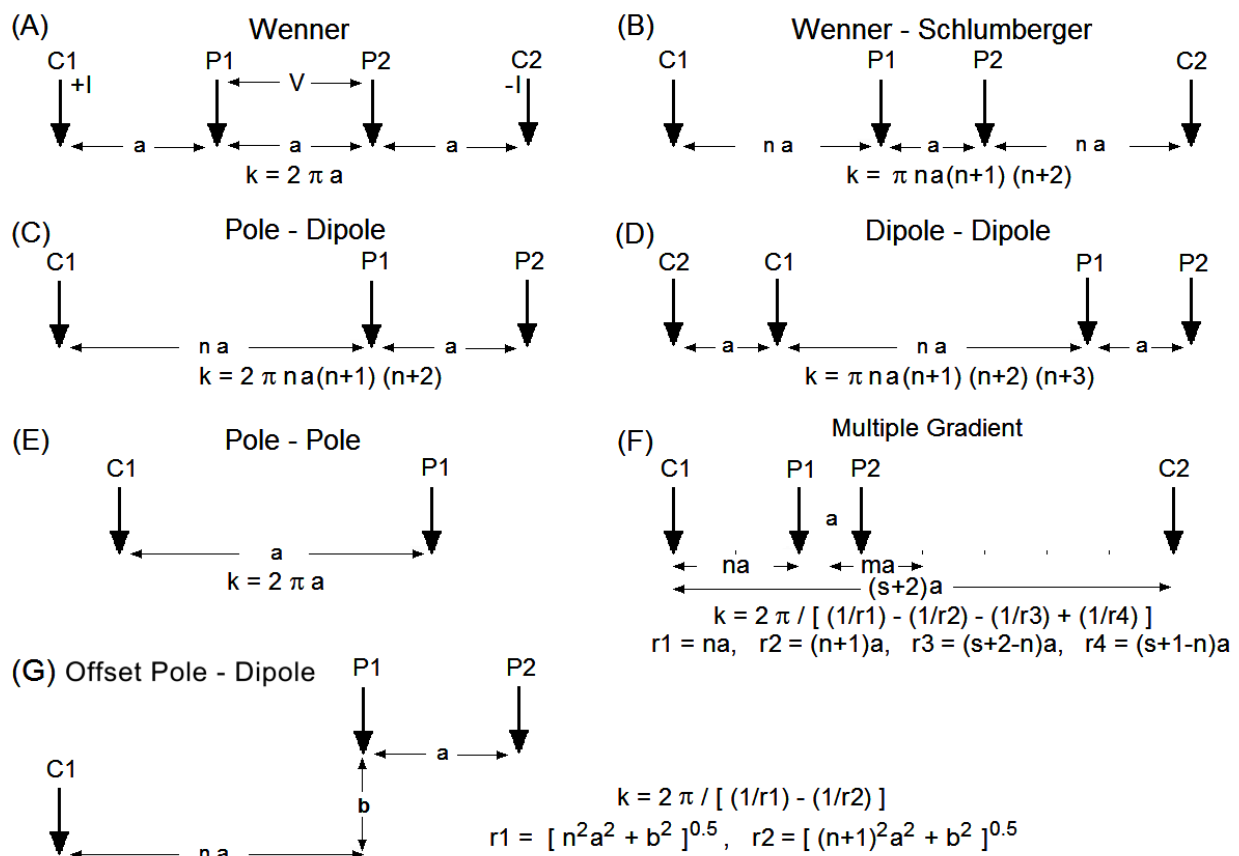 (A)
Wenner
C1
P1
P2
C2
+I
V
-I
a
a
a
k = 2 π a
(B)
Wenner - Schlumberger
C1
P1
P2
C2
n a
a
n a
k = π n a (n+1) (n+2)
(C)
Pole - Dipole
C1
P1
P2
n a
a
k = 2 π n a (n+1) (n+2)
(D)
Dipole - Dipole
C2
C1
P1
P2
a
n a
a
k = π n a (n+1) (n+2) (n+3)
(E)
Pole - Pole
C1
P1
a
k = 2 π a
(F)
Multiple Gradient
C1
P1
P2
C2
a
na
ma
(s+2)a
k = 2 π / [ (1/r1) - (1/r2) - (1/r3) + (1/r4) ]
r1 = na, r2 = (n+1)a, r3 = (s+2-n)a, r4 = (s+1-n)a
(G) Offset Pole - Dipole
P1
P2
a
C1
b
n a
k = 2 π / [ (1/r1) - (1/r2) ]
r1 = [ n²a² + b² ]^0.5 , r2 = [ (n+1)²a² + b² ]^0.5